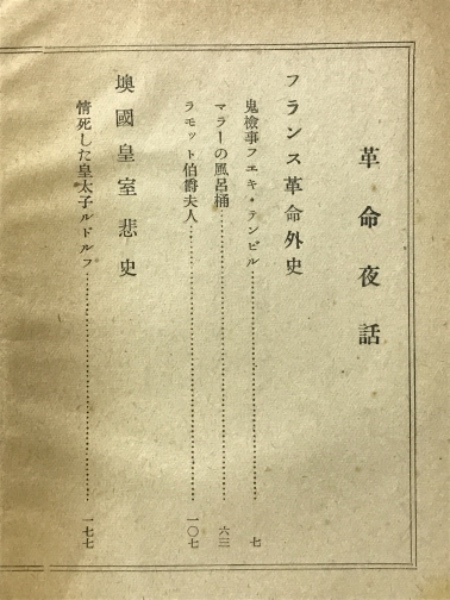 革命夜話
フランス革命外史
鬼檢事フエキ・タンビル……………………七
マラーの風呂桶……………………六三
ラモット伯爵夫人……………………一〇七
墺國皇室悲史
情死した皇太子ルドルフ……………………一七七